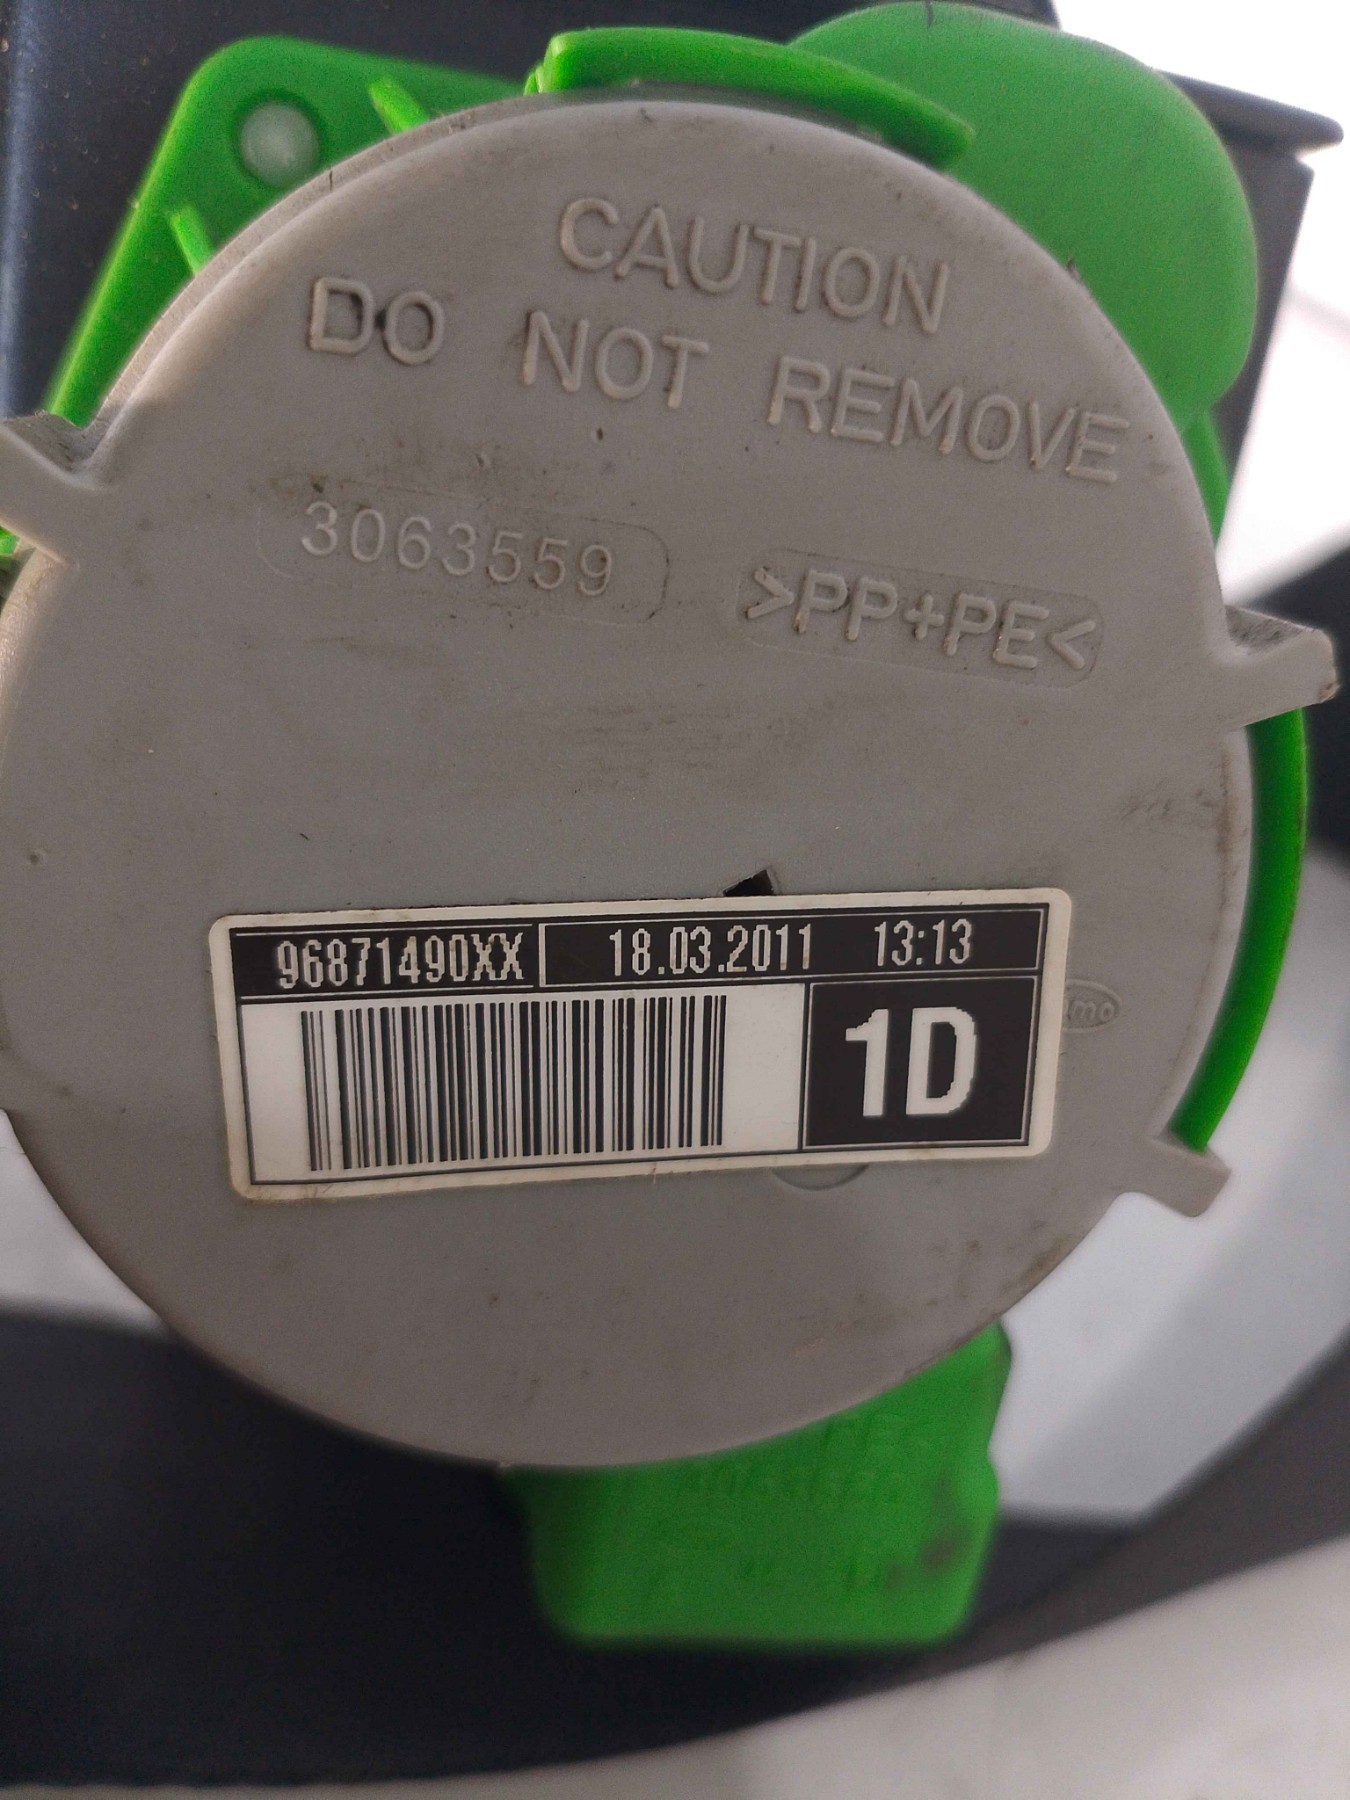 CAUTION
DO NOT REMOVE
3063559
>PP+PE<
96871490XX 18.03.2011 13:13
1D